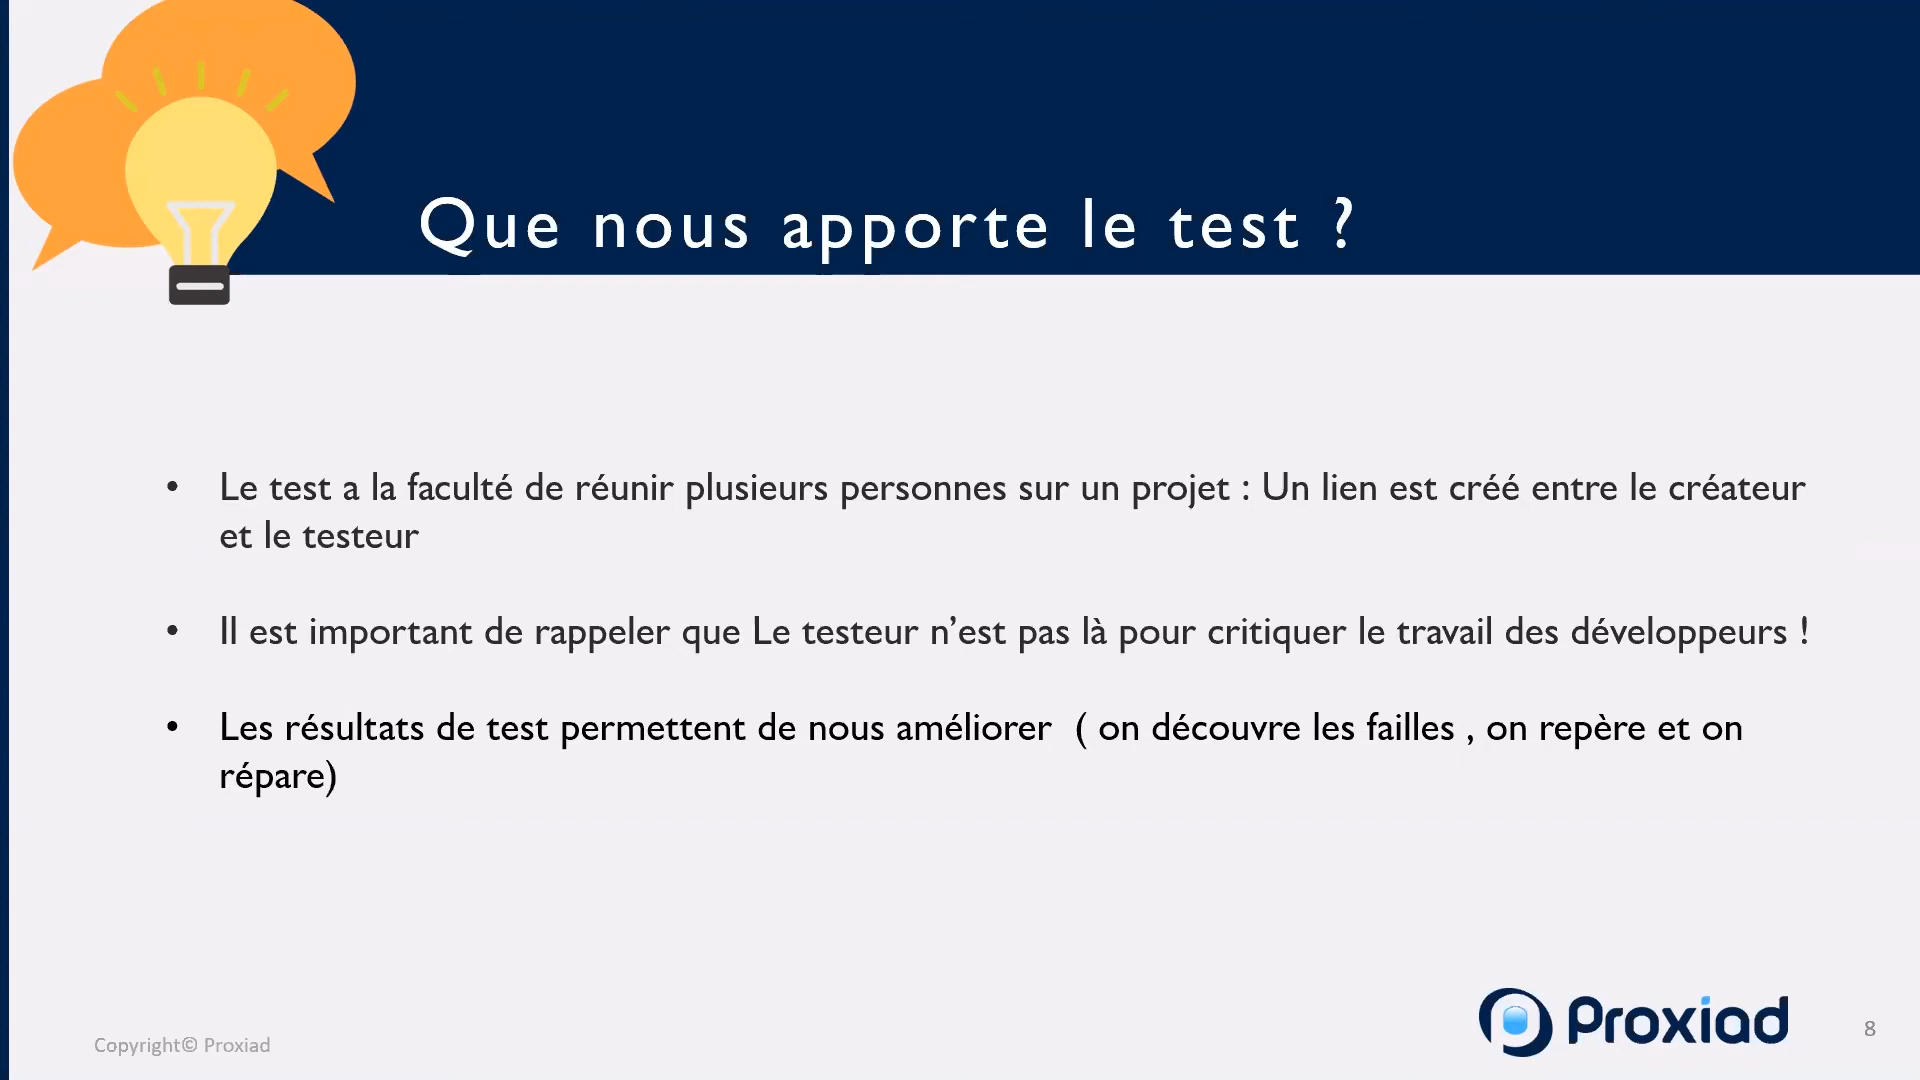 Que nous apporte le test ?
• Le test a la faculté de réunir plusieurs personnes sur un projet : Un lien est créé entre le créateur
et le testeur
• Il est important de rappeler que Le testeur n’est pas là pour critiquer le travail des développeurs !
• Les résultats de test permettent de nous améliorer  ( on découvre les failles , on repère et on
répare)
Copyright© Proxiad
Proxiad
8